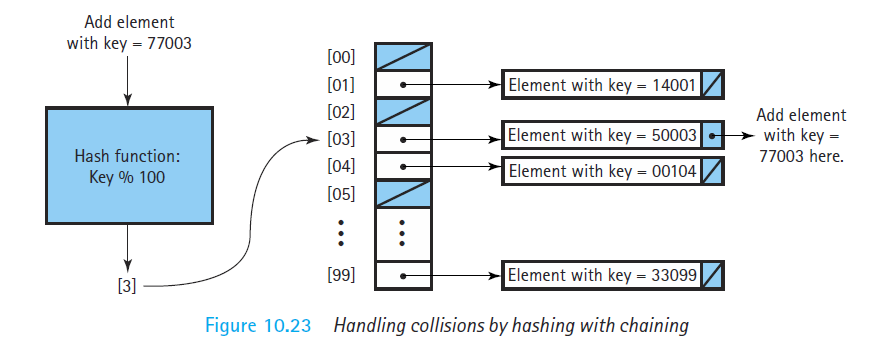 Add element
with key = 77003
Hash function:
Key % 100
[3]
[00]
[01]
[02]
[03]
[04]
[05]
[99]
Element with key = 14001
Element with key = 50003
Element with key = 00104
Element with key = 33099
Add element
with key =
77003 here.
Figure 10.23 Handling collisions by hashing with chaining